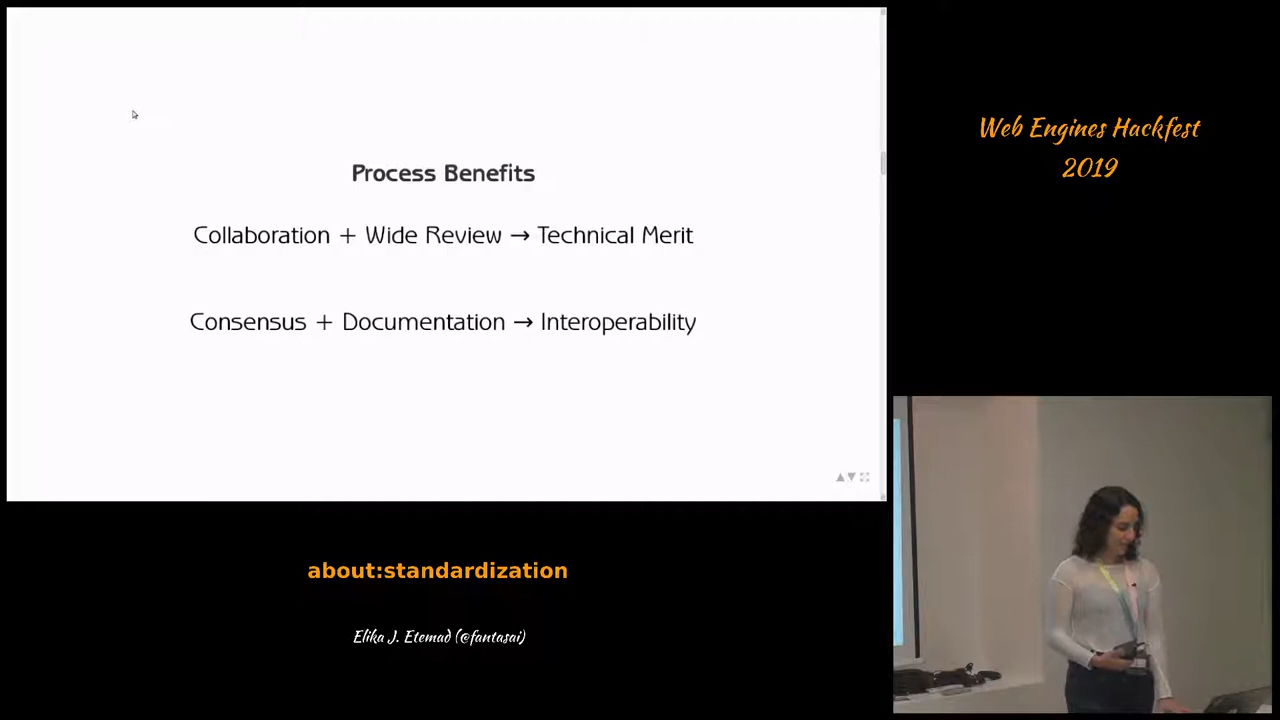 Process Benefits
Collaboration + Wide Review → Technical Merit
Consensus + Documentation → Interoperability
Web Engines Hackfest
2019
about:standardization
Elika J. Etemad (@fantasai)